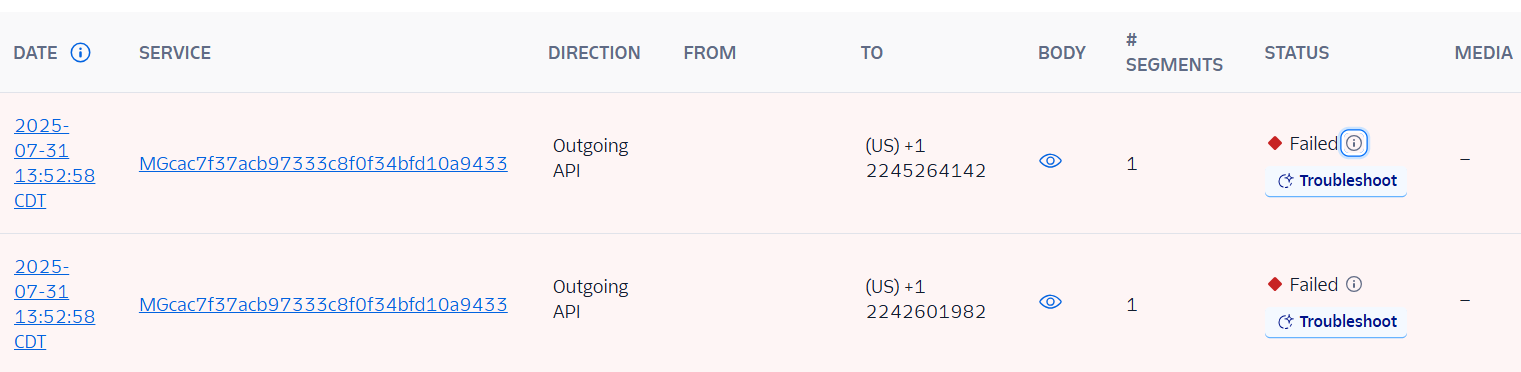 DATE SERVICE DIRECTION FROM TO BODY # SEGMENTS STATUS MEDIA
2025-
07-31
13:52:58
CDT
MGcac7f37acb97333c8f0f34bfd10a9433
Outgoing
API
(US) +1
2245264142
1
Failed
Troubleshoot
–
2025-
07-31
13:52:58
CDT
MGcac7f37acb97333c8f0f34bfd10a9433
Outgoing
API
(US) +1
2242601982
1
Failed
Troubleshoot
–